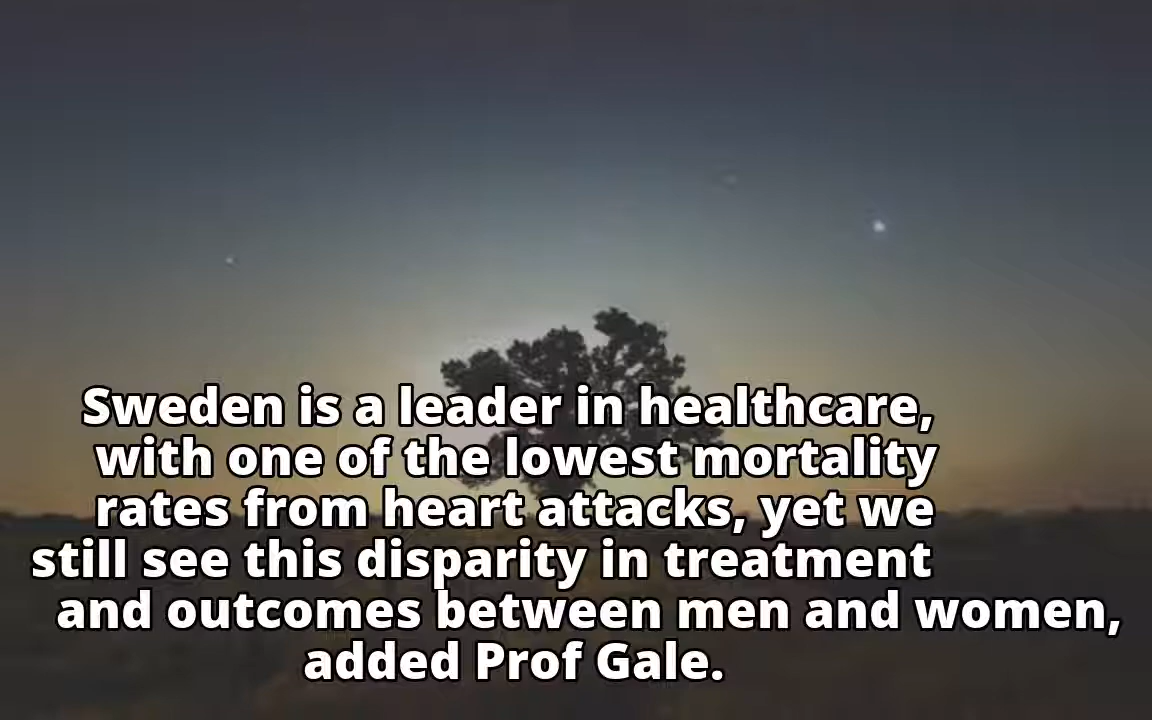 Sweden is a leader in healthcare,
with one of the lowest mortality
rates from heart attacks, yet we
still see this disparity in treatment
and outcomes between men and women,
added Prof Gale.